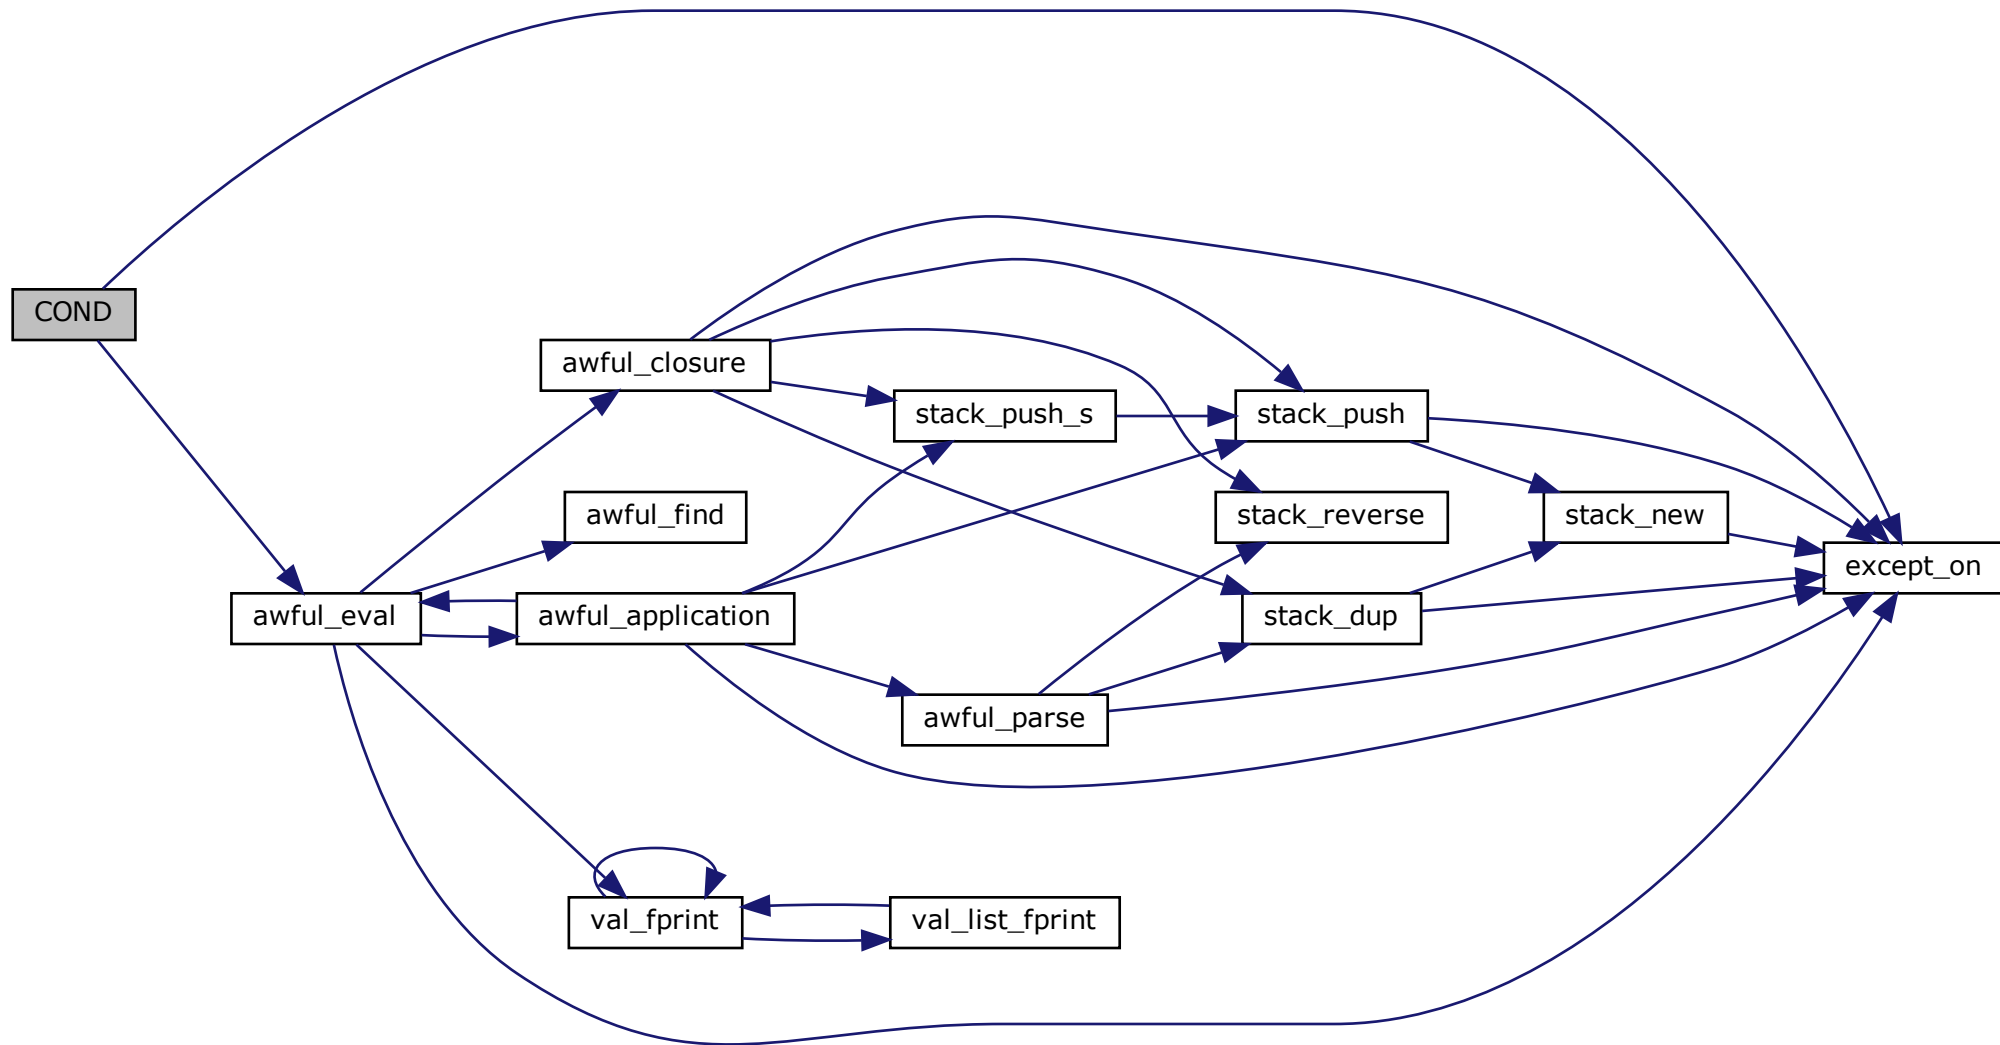 COND
awful_closure
stack_push_s
stack_push
awful_find
stack_reverse
stack_new
except_on
awful_eval
awful_application
stack_dup
awful_parse
val_fprint
val_list_fprint